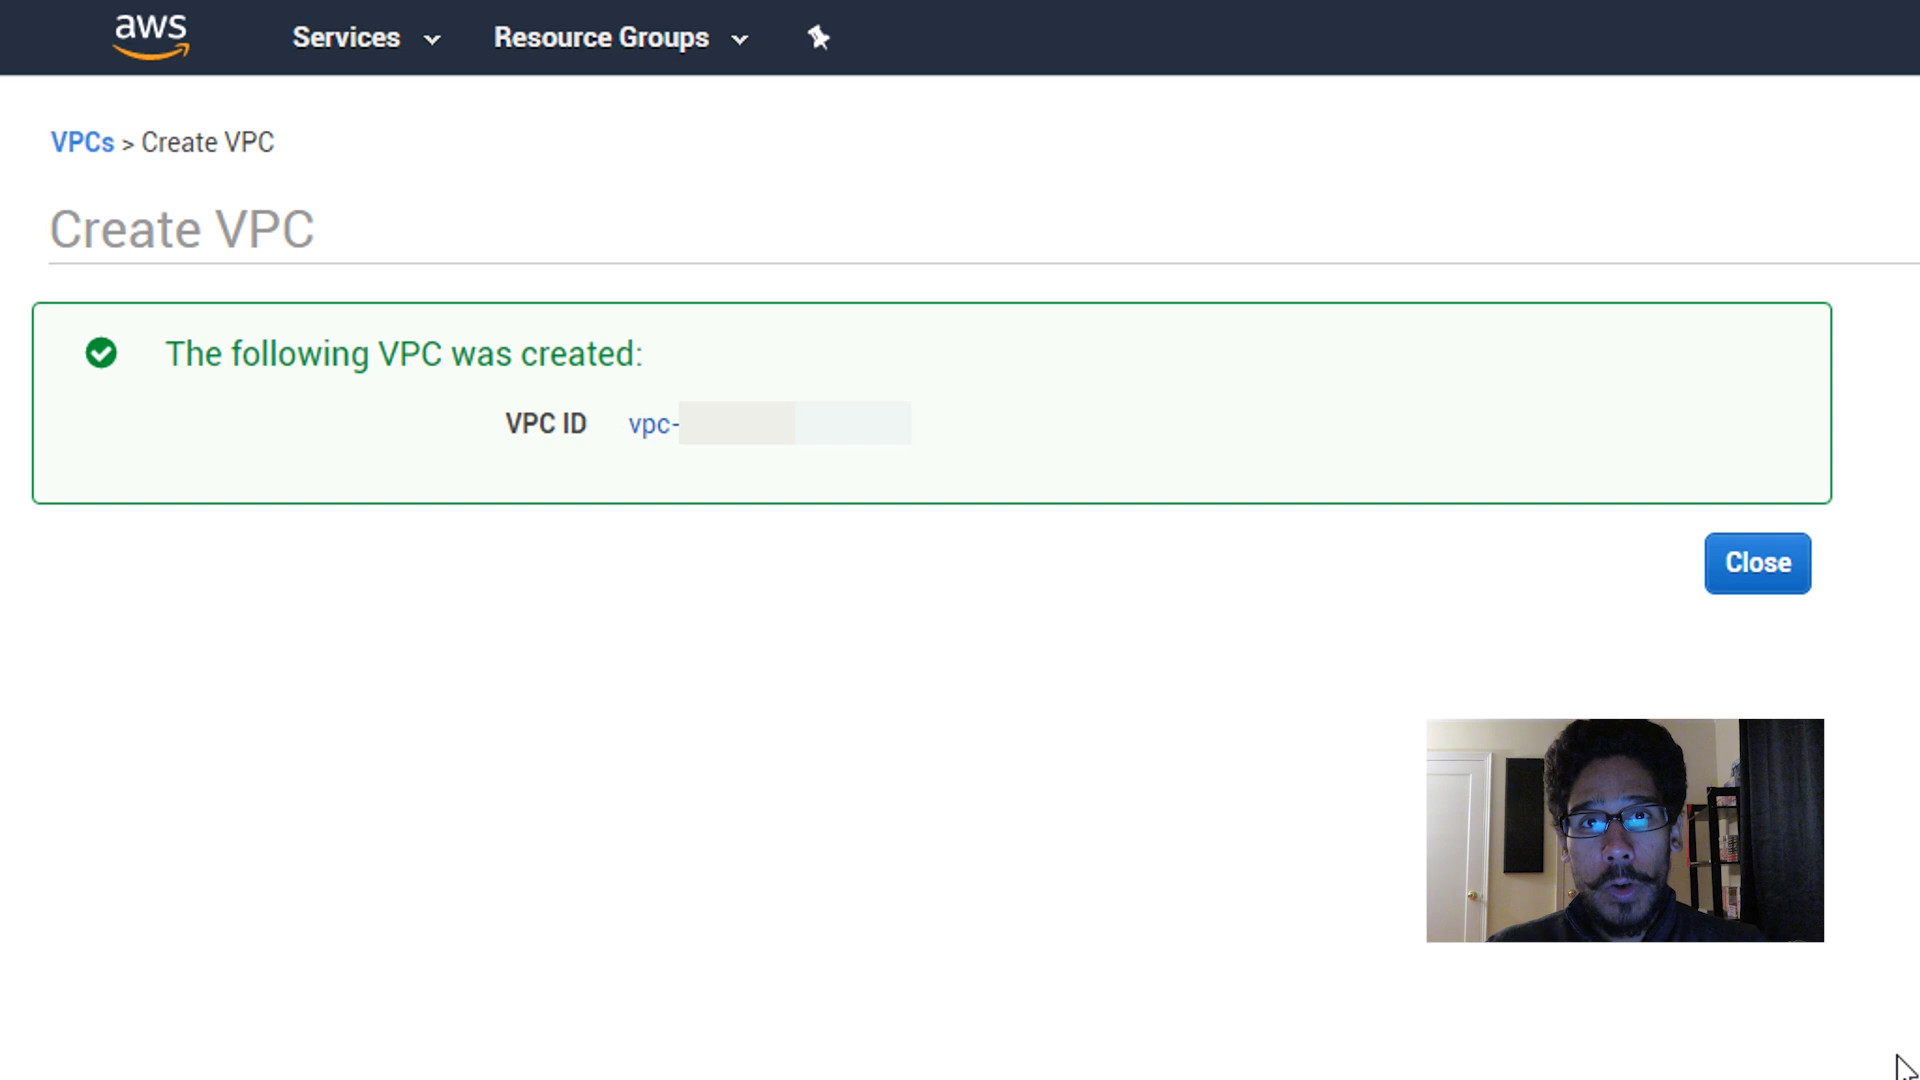 aws Services Resource Groups
VPCs > Create VPC
Create VPC
The following VPC was created:
VPC ID vpc-
Close